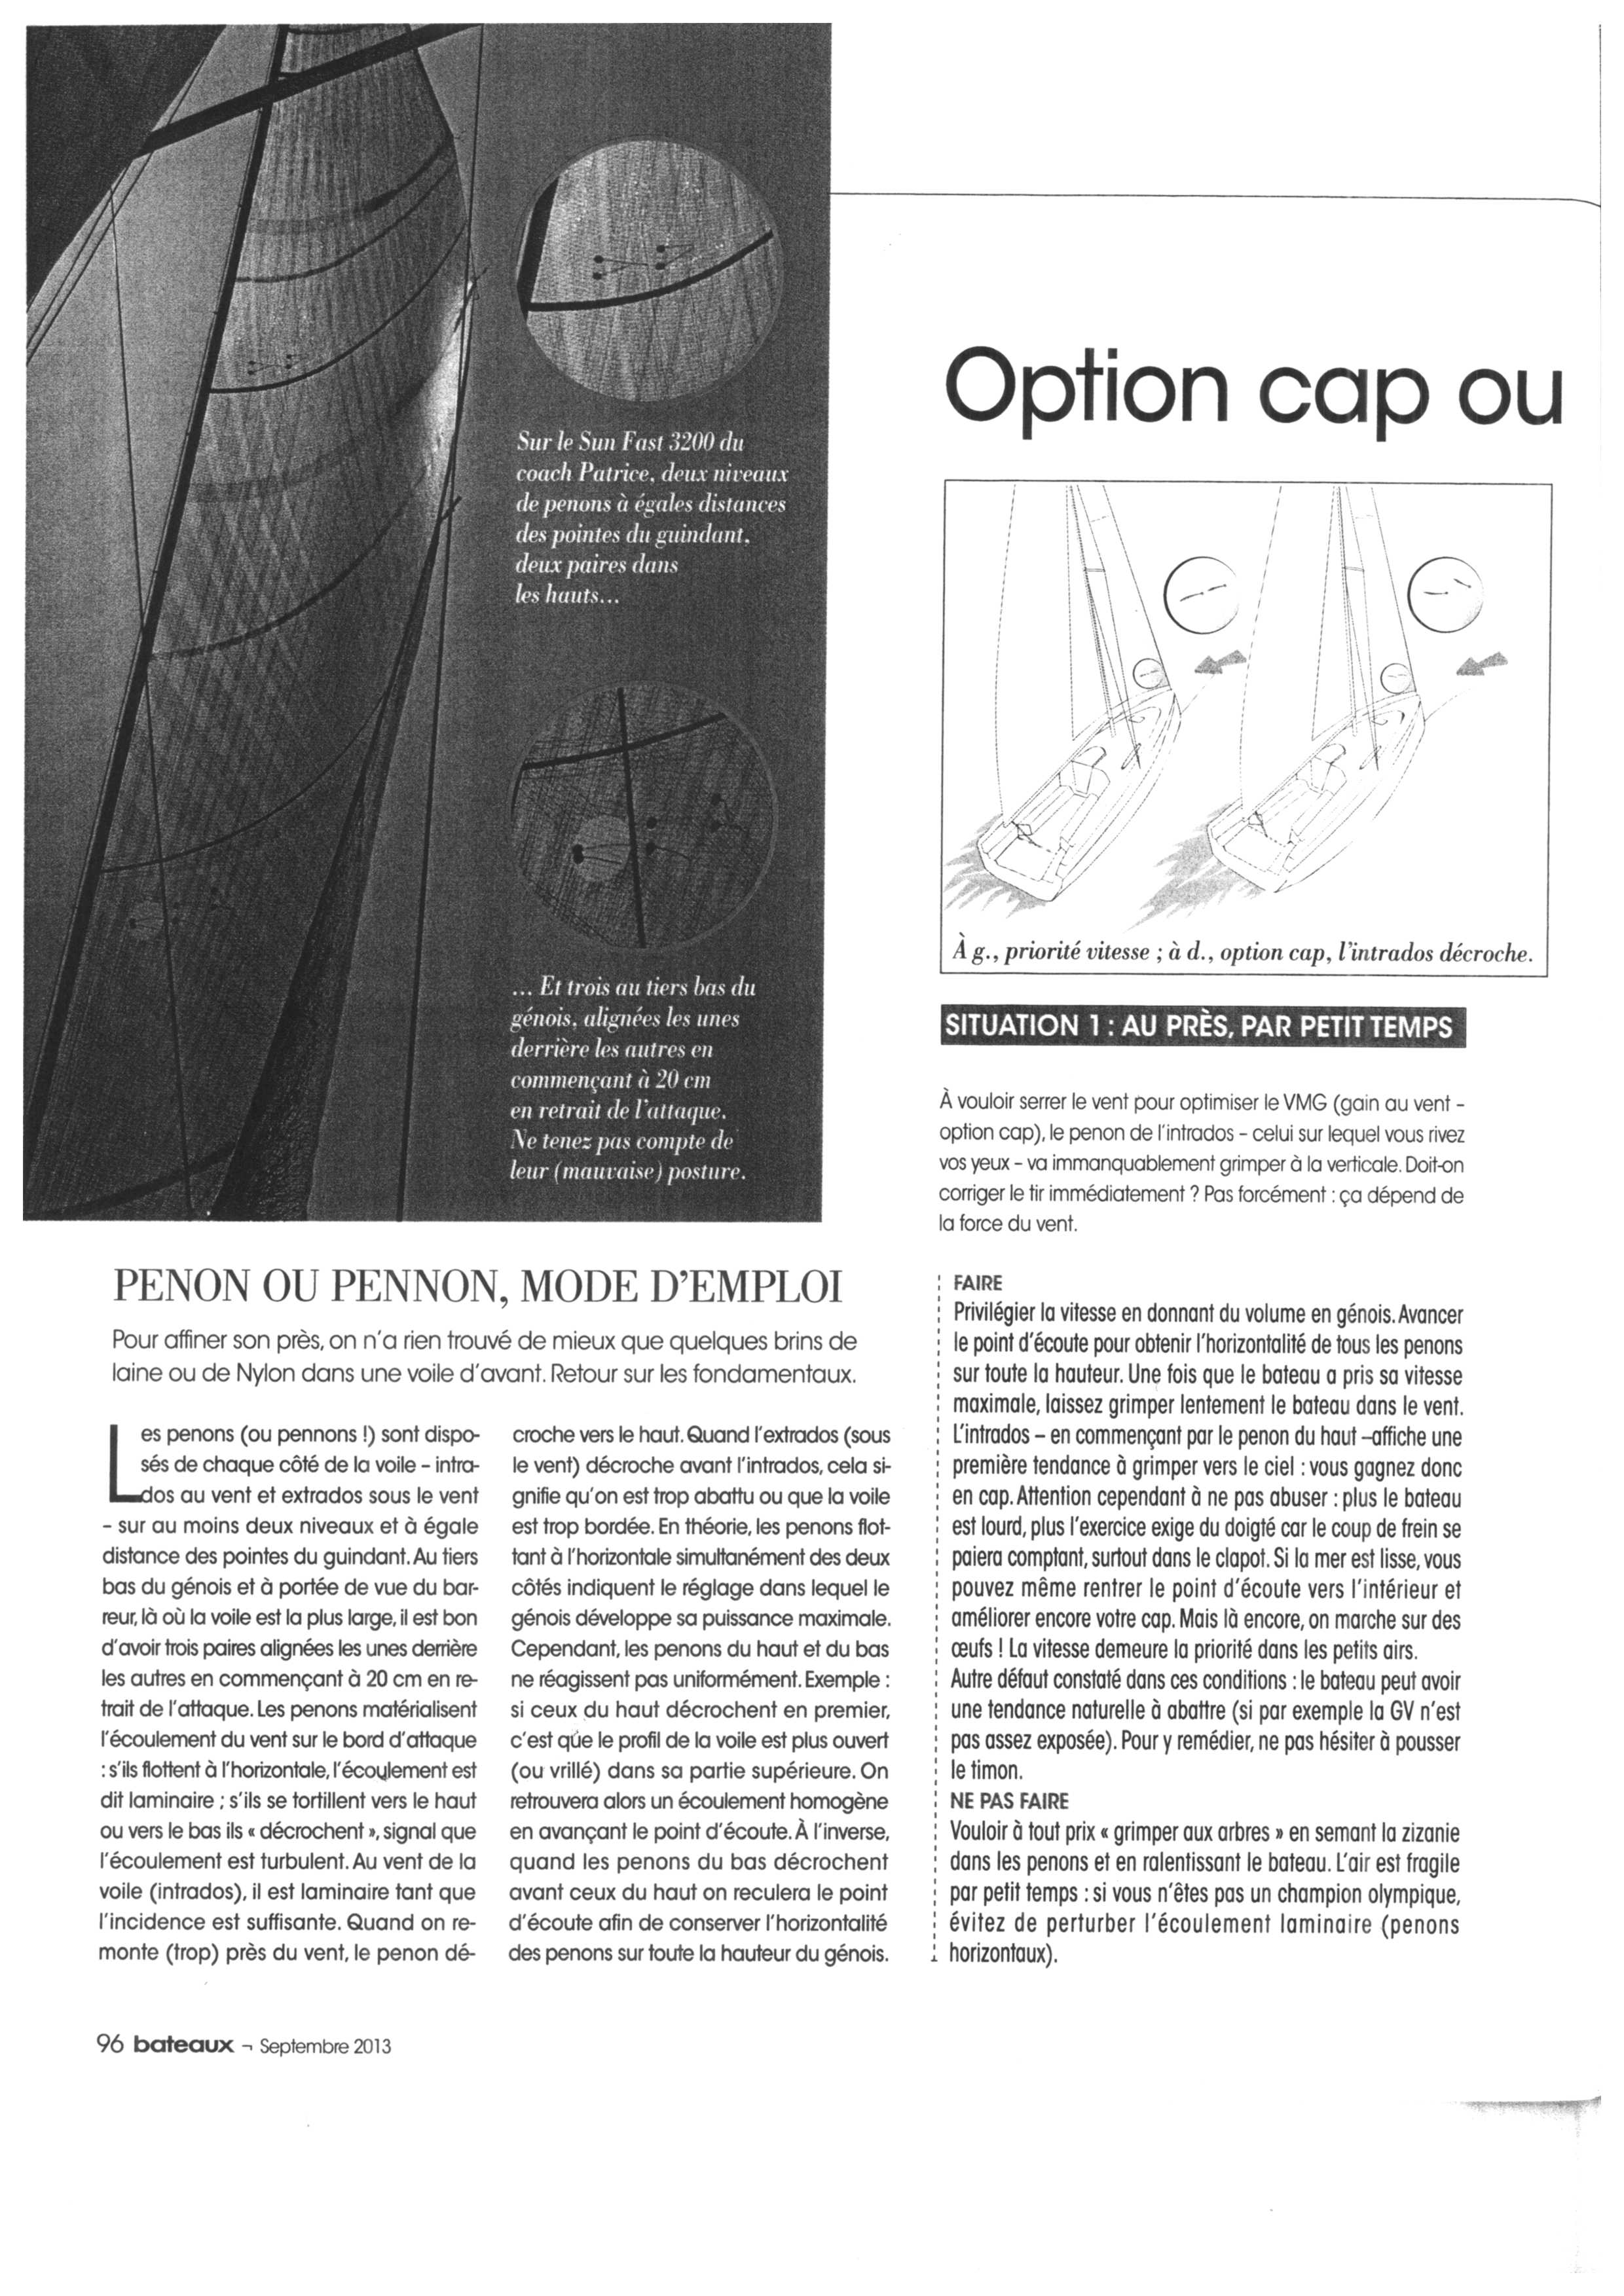 Sur le Sun Fast 3200 du
coach Patrice, deux niveaux
de penons à égales distances
des pointes du guindant,
deux paires dans
les hauts...
... Et trois au tiers bas du
génois, alignées les unes
derrière les autres en
commençant à 20 cm
en retrait de l'attaque.
Ne tenez pas compte de
leur (mauvaise) posture.
PENON OU PENNON, MODE D'EMPLOI
Pour affiner son près, on n'a rien trouvé de mieux que quelques brins de
laine ou de Nylon dans une voile d'avant. Retour sur les fondamentaux.
Les penons (ou pennons !) sont dispo-
sés de chaque côté de la voile – intra-
dos au vent et extrados sous le vent
– sur au moins deux niveaux et à égale
distance des pointes du guindant. Au tiers
bas du génois et à portée de vue du bar-
reur, là où la voile est la plus large, il est bon
d'avoir trois paires alignées les unes derrière
les autres en commençant à 20 cm en re-
trait de l'attaque. Les penons matérialisent
l'écoulement du vent sur le bord d'attaque
: s'ils flottent à l'horizontale, l'écoulement est
dit laminaire ; s'ils se tortillent vers le haut
ou vers le bas ils « décrochent », signal que
l'écoulement est turbulent. Au vent de la
voile (intrados), il est laminaire tant que
l'incidence est suffisante. Quand on re-
monte (trop) près du vent, le penon dé-
croche vers le haut. Quand l'extrados (sous
le vent) décroche avant l'intrados, cela si-
gnifie qu'on est trop abattu ou que la voile
est trop bordée. En théorie, les penons flot-
tant à l'horizontale simultanément des deux
côtés indiquent le réglage dans lequel le
génois développe sa puissance maximale.
Cependant, les penons du haut et du bas
ne réagissent pas uniformément. Exemple :
si ceux du haut décrochent en premier,
c'est que le profil de la voile est plus ouvert
(ou vrillé) dans sa partie supérieure. On
retrouvera alors un écoulement homogène
en avançant le point d'écoute. À l'inverse,
quand les penons du bas décrochent
avant ceux du haut on reculera le point
d'écoute afin de conserver l'horizontalité
des penons sur toute la hauteur du génois.
Option cap ou
À g., priorité vitesse ; à d., option cap, l'intrados décroche.
SITUATION 1 : AU PRÈS, PAR PETIT TEMPS
À vouloir serrer le vent pour optimiser le VMG (gain au vent -
option cap), le penon de l'intrados – celui sur lequel vous rivez
vos yeux – va immanquablement grimper à la verticale. Doit-on
corriger le tir immédiatement ? Pas forcément : ça dépend de
la force du vent.
FAIRE
Privilégier la vitesse en donnant du volume en génois. Avancer
le point d'écoute pour obtenir l'horizontalité de tous les penons
sur toute la hauteur. Une fois que le bateau a pris sa vitesse
maximale, laissez grimper lentement le bateau dans le vent.
L'intrados – en commençant par le penon du haut –affiche une
première tendance à grimper vers le ciel : vous gagnez donc
en cap. Attention cependant à ne pas abuser : plus le bateau
est lourd, plus l'exercice exige du doigté car le coup de frein se
paiera comptant, surtout dans le clapot. Si la mer est lisse, vous
pouvez même rentrer le point d'écoute vers l'intérieur et
améliorer encore votre cap. Mais là encore, on marche sur des
œufs ! La vitesse demeure la priorité dans les petits airs.
Autre défaut constaté dans ces conditions : le bateau peut avoir
une tendance naturelle à abattre (si par exemple la GV n'est
pas assez exposée). Pour y remédier, ne pas hésiter à pousser
le timon.
NE PAS FAIRE
Vouloir à tout prix « grimper aux arbres » en semant la zizanie
dans les penons et en ralentissant le bateau. L'air est fragile
par petit temps : si vous n'êtes pas un champion olympique,
évitez de perturber l'écoulement laminaire (penons
horizontaux).
96 bateaux ¬ Septembre 2013